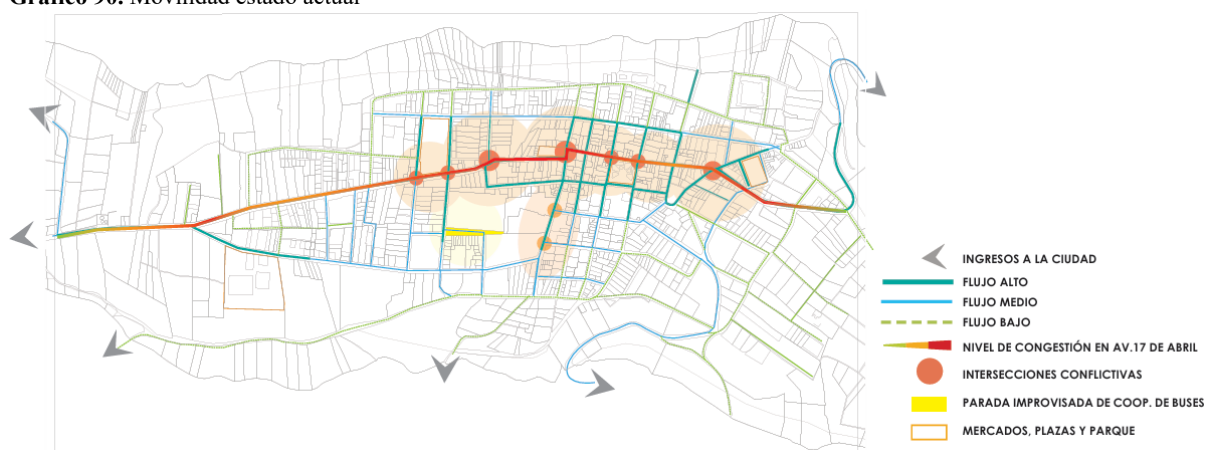 Gráfico 90. Movilidad estado actual
INGRESOS A LA CIUDAD
FLUJO ALTO
FLUJO MEDIO
FLUJO BAJO
NIVEL DE CONGESTIÓN EN AV.17 DE ABRIL
INTERSECCIONES CONFLICTIVAS
PARADA IMPROVISADA DE COOP. DE BUSES
MERCADOS, PLAZAS Y PARQUE